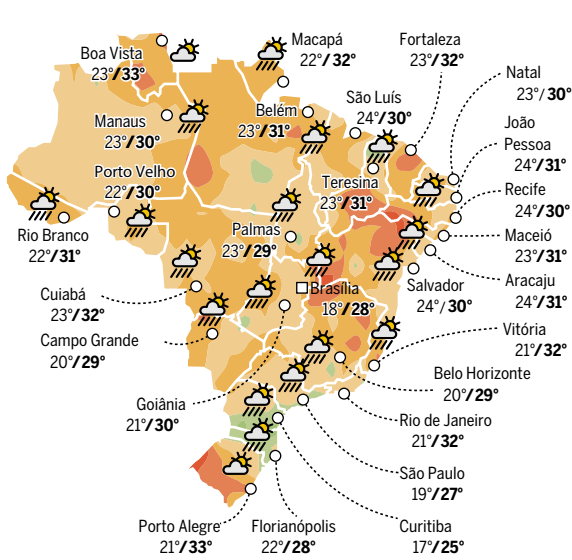 Boa Vista
23°/33°
Macapá
22°/32°
Fortaleza
23°/32°
Natal
23°/30°
João
Pessoa
24°/31°
Recife
24°/30°
Maceió
23°/31°
Aracaju
24°/31°
Manaus
23°/30°
Belém
23°/31°
São Luís
24°/30°
Porto Velho
22°/30°
Teresina
23°/31°
Rio Branco
22°/31°
Palmas
23°/29°
Cuiabá
23°/32°
Brasília
18°/28°
Salvador
24°/30°
Campo Grande
20°/29°
Vitória
21°/32°
Belo Horizonte
20°/29°
Goiânia
21°/30°
Rio de Janeiro
21°/32°
São Paulo
19°/27°
Porto Alegre
21°/33°
Florianópolis
22°/28°
Curitiba
17°/25°